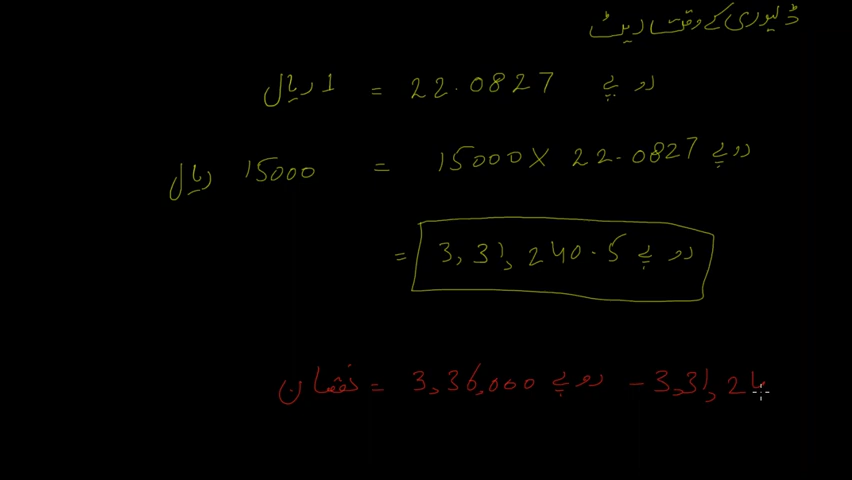 ڈلیوری کے وقت ریٹ
1 ریال = 22.0827 روپے
15000 ریال = 15000 X 22.0827 روپے
= 3,31,240.5 روپے
نقصان = 3,36,000 روپے - 3,31,24